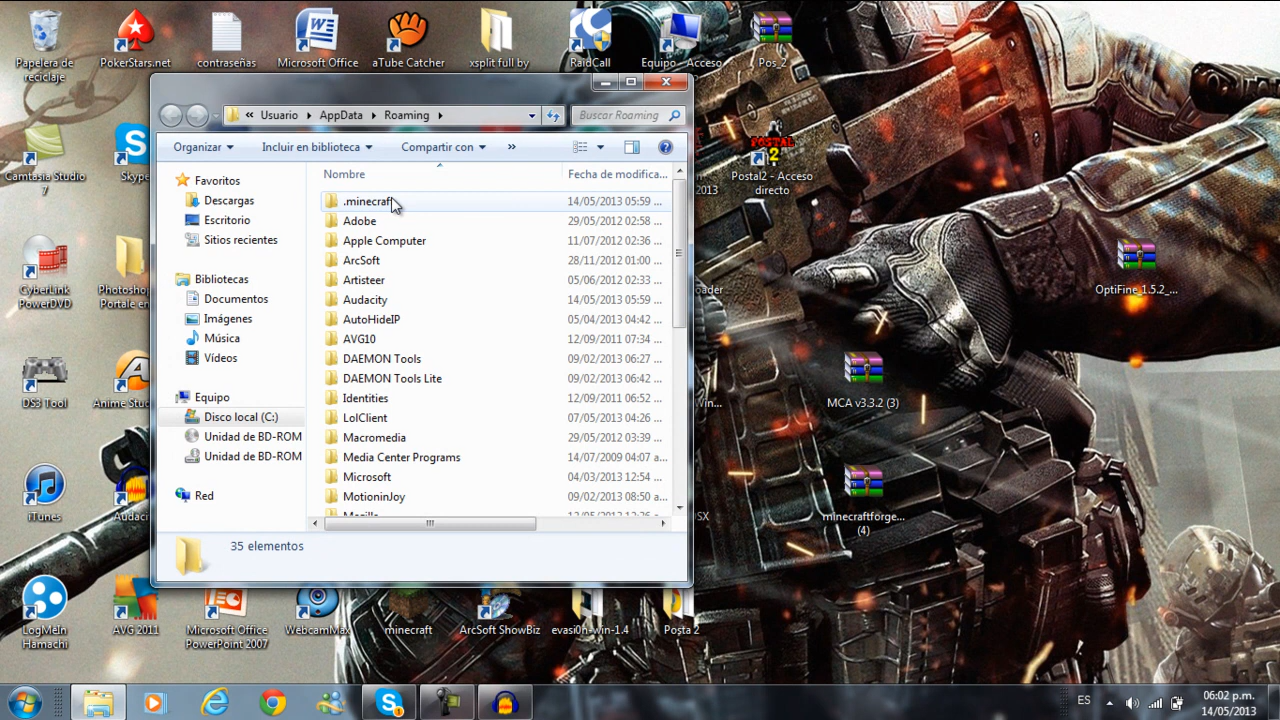 Papelera de
reciclaje
PokerStars.net
contraseñas
Microsoft Office
aTube Catcher
xsplit full by
RaidCall
Equipo - Acceso
Pos_2
Camtasia Studio
7
Skype
2013
POSTAL
2
Postal2 - Acceso
directo
Usuario
AppData
Roaming
Buscar Roaming
Organizar
Incluir en biblioteca
Compartir con
»
Favoritos
Descargas
Escritorio
Sitios recientes
Bibliotecas
Documentos
Imágenes
Música
Vídeos
Equipo
Disco local (C:)
Unidad de BD-ROM
Unidad de BD-ROM
Red
Nombre
Fecha de modifica...
.minecraft
14/05/2013 05:59 ...
Adobe
29/05/2012 02:58 ...
Apple Computer
11/07/2012 02:36 ...
ArcSoft
28/11/2012 01:00 ...
Artisteer
05/06/2012 02:33 ...
Audacity
14/05/2013 05:59 ...
AutoHideIP
05/04/2013 04:42 ...
AVG10
12/09/2011 07:34 ...
DAEMON Tools
09/02/2013 06:27 ...
DAEMON Tools Lite
09/02/2013 06:42 ...
Identities
12/09/2011 06:52 ...
LolClient
07/05/2013 04:26 ...
Macromedia
29/05/2012 03:39 ...
Media Center Programs
14/07/2009 04:07 a...
Microsoft
04/03/2013 12:54 ...
MotioninJoy
09/02/2013 08:50 a...
35 elementos
CyberLink
PowerDVD
Photosho
Portale en
oader
OptiFine_1.5.2_...
DS3 Tool
Anime Stud
Win...
MCA v3.3.2 (3)
iTunes
Audaci
OSX
minecraftforge...
(4)
LogMeIn
Hamachi
AVG 2011
Microsoft Office
PowerPoint 2007
WebcamMax
minecraft
ArcSoft ShowBiz
evasi0n-win-1.4
Posta 2
ES
06:02 p.m.
14/05/2013